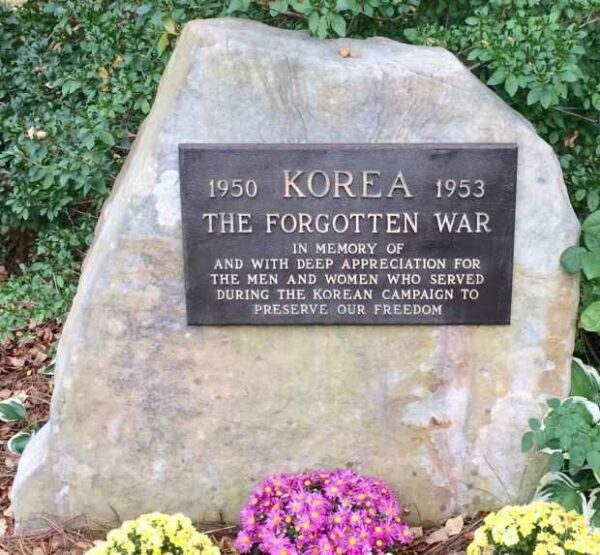 1950 KOREA 1953
THE FORGOTTEN WAR
IN MEMORY OF
AND WITH DEEP APPRECIATION FOR
THE MEN AND WOMEN WHO SERVED
DURING THE KOREAN CAMPAIGN TO
PRESERVE OUR FREEDOM